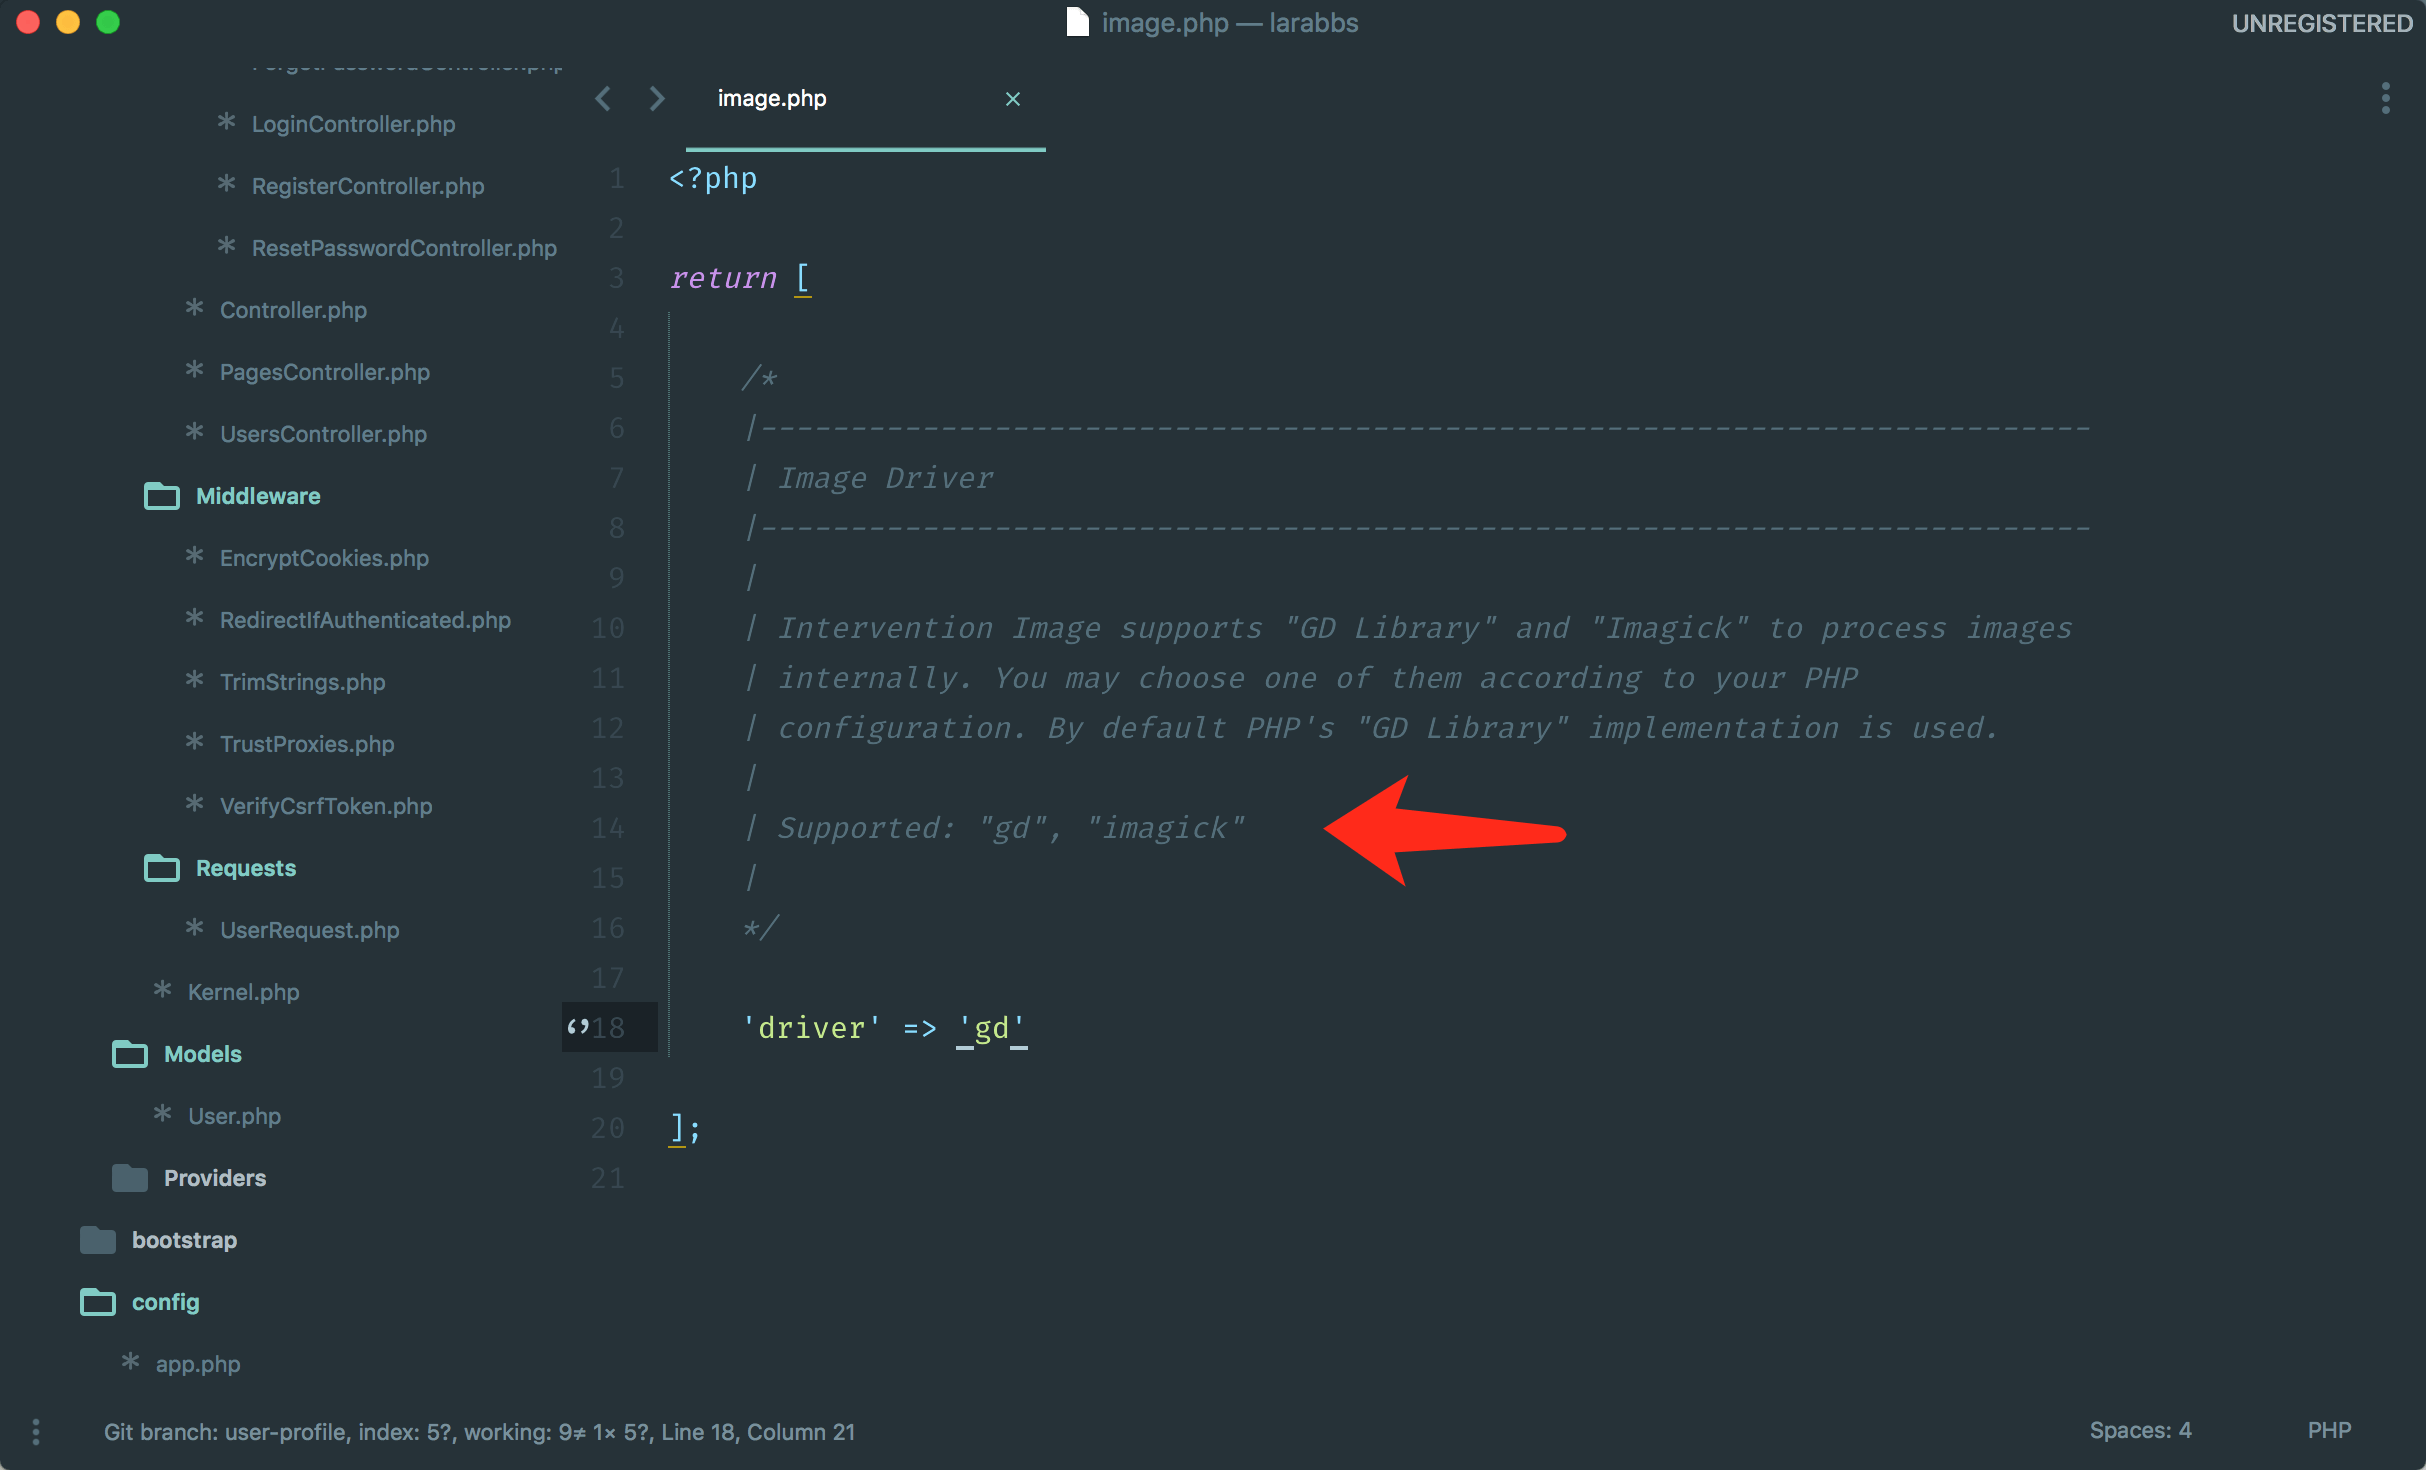 image.php — larabbs
UNREGISTERED
ForgotPasswordController.php
* LoginController.php
* RegisterController.php
* ResetPasswordController.php
* Controller.php
* PagesController.php
* UsersController.php
Middleware
* EncryptCookies.php
* RedirectIfAuthenticated.php
* TrimStrings.php
* TrustProxies.php
* VerifyCsrfToken.php
Requests
* UserRequest.php
* Kernel.php
Models
* User.php
Providers
bootstrap
config
* app.php
image.php ×
1 <?php
2
3 return [
4
5     /*
6     |--------------------------------------------------------------------------
7     | Image Driver
8     |--------------------------------------------------------------------------
9     |
10     | Intervention Image supports "GD Library" and "Imagick" to process images
11     | internally. You may choose one of them according to your PHP
12     | configuration. By default PHP's "GD Library" implementation is used.
13     |
14     | Supported: "gd", "imagick"
15     |
16     */
17
18     'driver' => 'gd'
19
20 ];
21
Git branch: user-profile, index: 5?, working: 9≠ 1× 5?, Line 18, Column 21
Spaces: 4
PHP